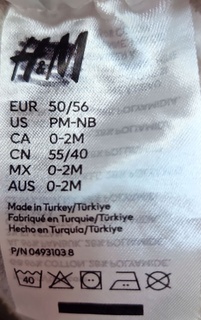 H&M
EUR 50/56
US PM-NB
CA 0-2M
CN 55/40
MX 0-2M
AUS 0-2M
Made in Turkey/Türkiye
Fabriqué en Turquie/Türkiye
Hecho en Turquía/Türkiye
P/N 0493103 8
40